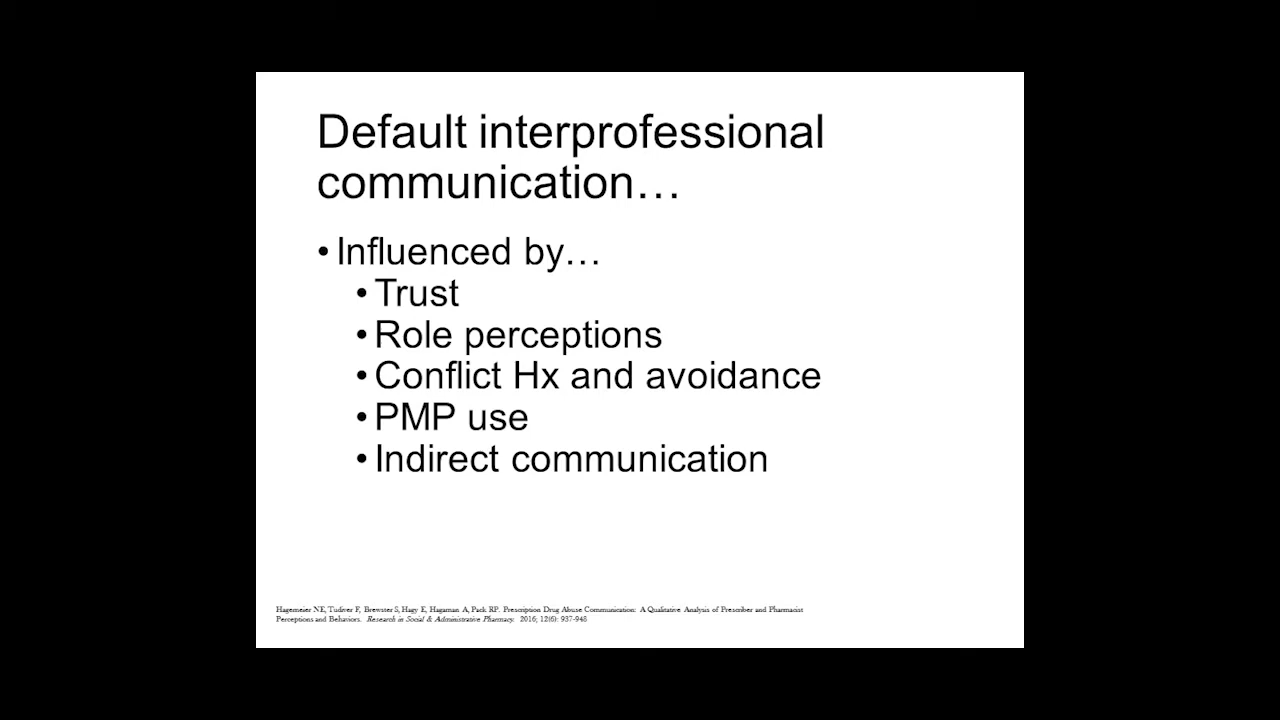 Default interprofessional
communication…
• Influenced by…
• Trust
• Role perceptions
• Conflict Hx and avoidance
• PMP use
• Indirect communication
Hagemeier NE, Tudiver F, Brewster S, Hagy E, Hagaman A, Pack RP. Prescription Drug Abuse Communication: A Qualitative Analysis of Prescriber and Pharmacist
Perceptions and Behaviors. Research in Social & Administrative Pharmacy. 2016; 12(6): 937-948